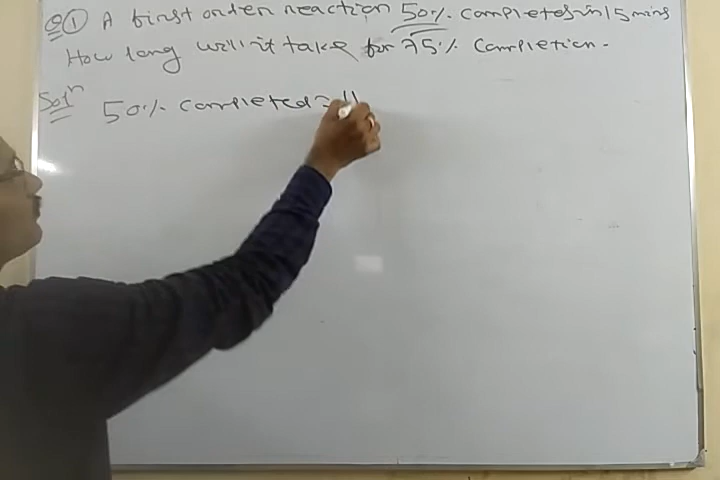 Q① A first order reaction 50% completes in 15 mins
How long will it take for 75% Completion.
Solⁿ 50% completed =